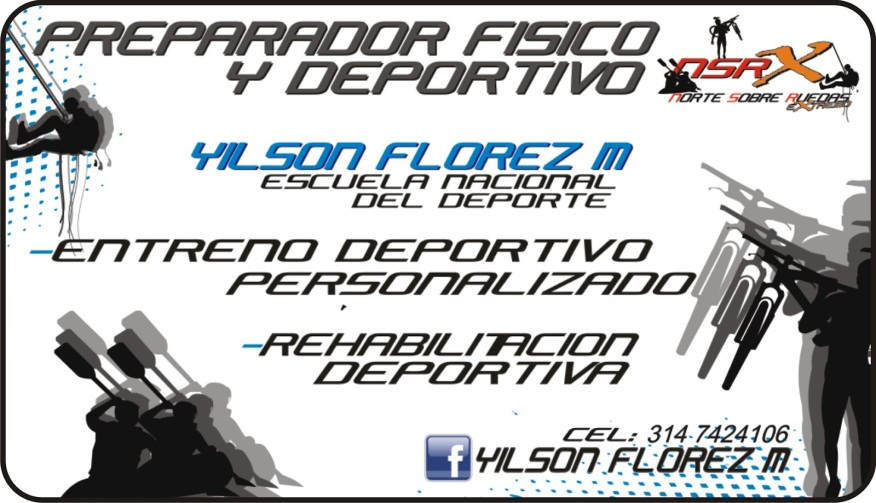 PREPARADOR FISICO
Y DEPORTIVO
NSRX
NORTE SOBRE RUEDAS
EXTREMO
YILSON FLOREZ M
ESCUELA NACIONAL
DEL DEPORTE
-ENTRENO DEPORTIVO
PERSONALIZADO
-REHABILITACION
DEPORTIVA
CEL: 314 7424106
f YILSON FLOREZ M